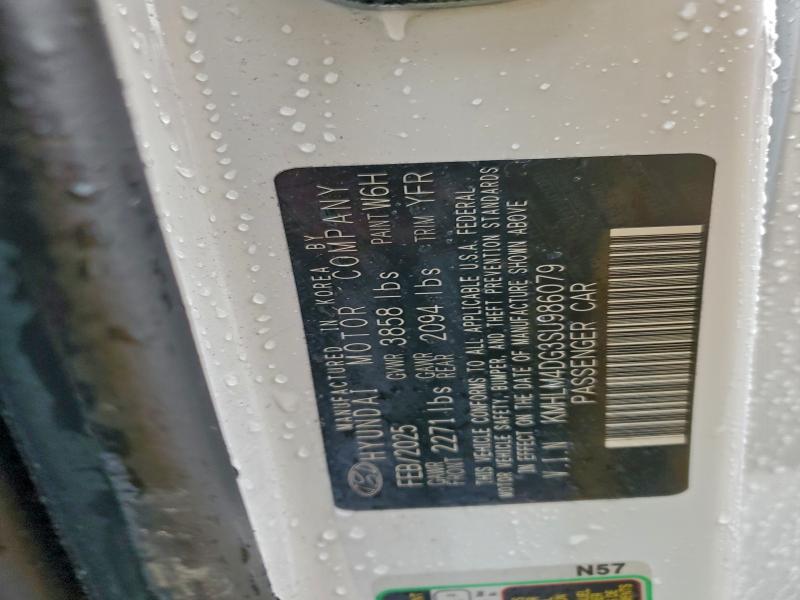 MANUFACTURED IN KOREA BY
HYUNDAI MOTOR COMPANY
FEB/2025 GVWR 3858 lbs PAINT W6H
GAWR FRONT 2271lbs GAWR REAR 2094 lbs TRIM YFR
THIS VEHICLE CONFORMS TO ALL APPLICABLE U.S.A. FEDERAL
MOTOR VEHICLE SAFETY, BUMPER, AND THEFT PREVENTION STANDARDS
IN EFFECT ON THE DATE OF MANUFACTURE SHOWN ABOVE
V.I.N KMHLM4DG3SU986079
PASSENGER CAR
N57